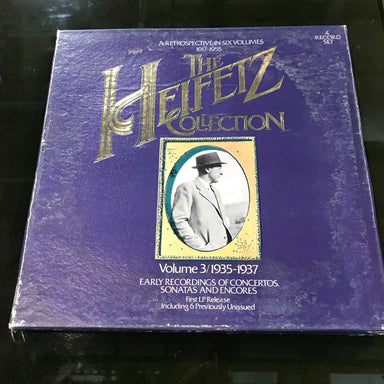 A RETROSPECTIVE IN SIX VOLUMES
1917-1955
4
RECORD
SET
THE
HEIFETZ
COLLECTION
Volume 3/1935-1937
EARLY RECORDINGS OF CONCERTOS,
SONATAS AND ENCORES
First LP Release
Including 6 Previously Unissued